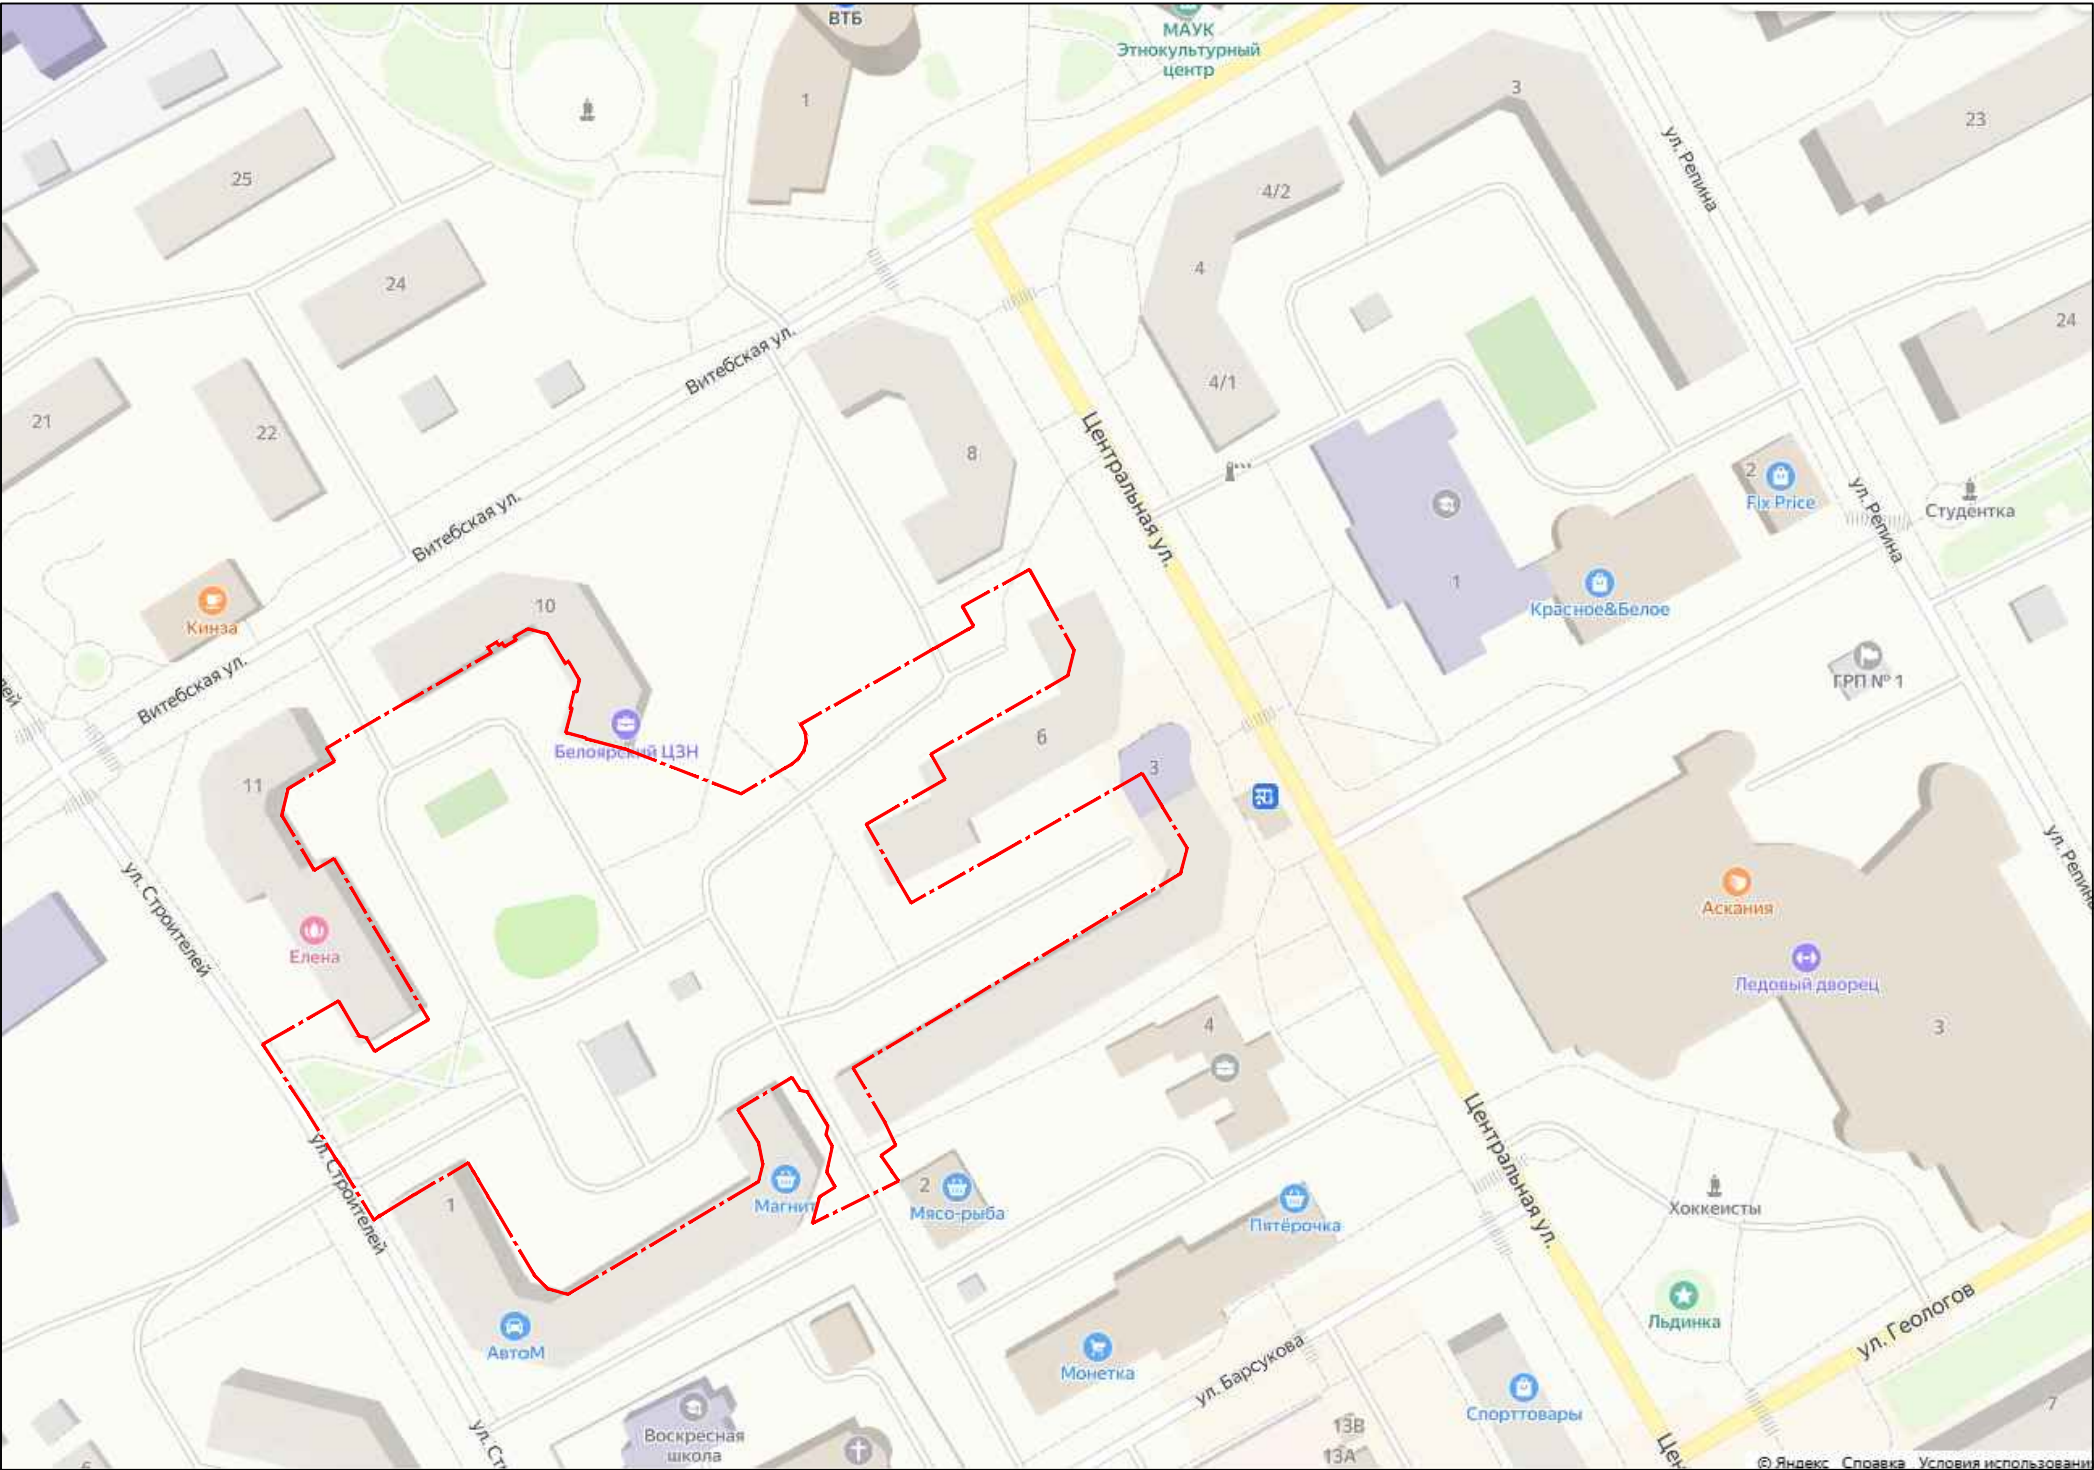 ВТБ
МАУК
Этнокультурный
центр
1
3
23
25
4/2
ул. Репина
24
4
24
Витебская ул.
4/1
21
22
8
Центральная ул.
2
Fix Price
ул. Репина
Студентка
Витебская ул.
1
Красное&Белое
10
Кинза
ГРП № 1
Витебская ул.
6
Белоярский ЦЗН
3
11
ул. Строителей
ул. Репина
Аскания
Елена
Ледовый дворец
4
3
Центральная ул.
ул. Строителей
1
Магнит
2
Мясо-рыба
Пятёрочка
Хоккеисты
АвтоМ
Монетка
ул. Барсукова
Льдинка
ул. Геологов
Спорттовары
7
Воскресная
школа
13В
13А
© Яндекс Справка Условия использовани